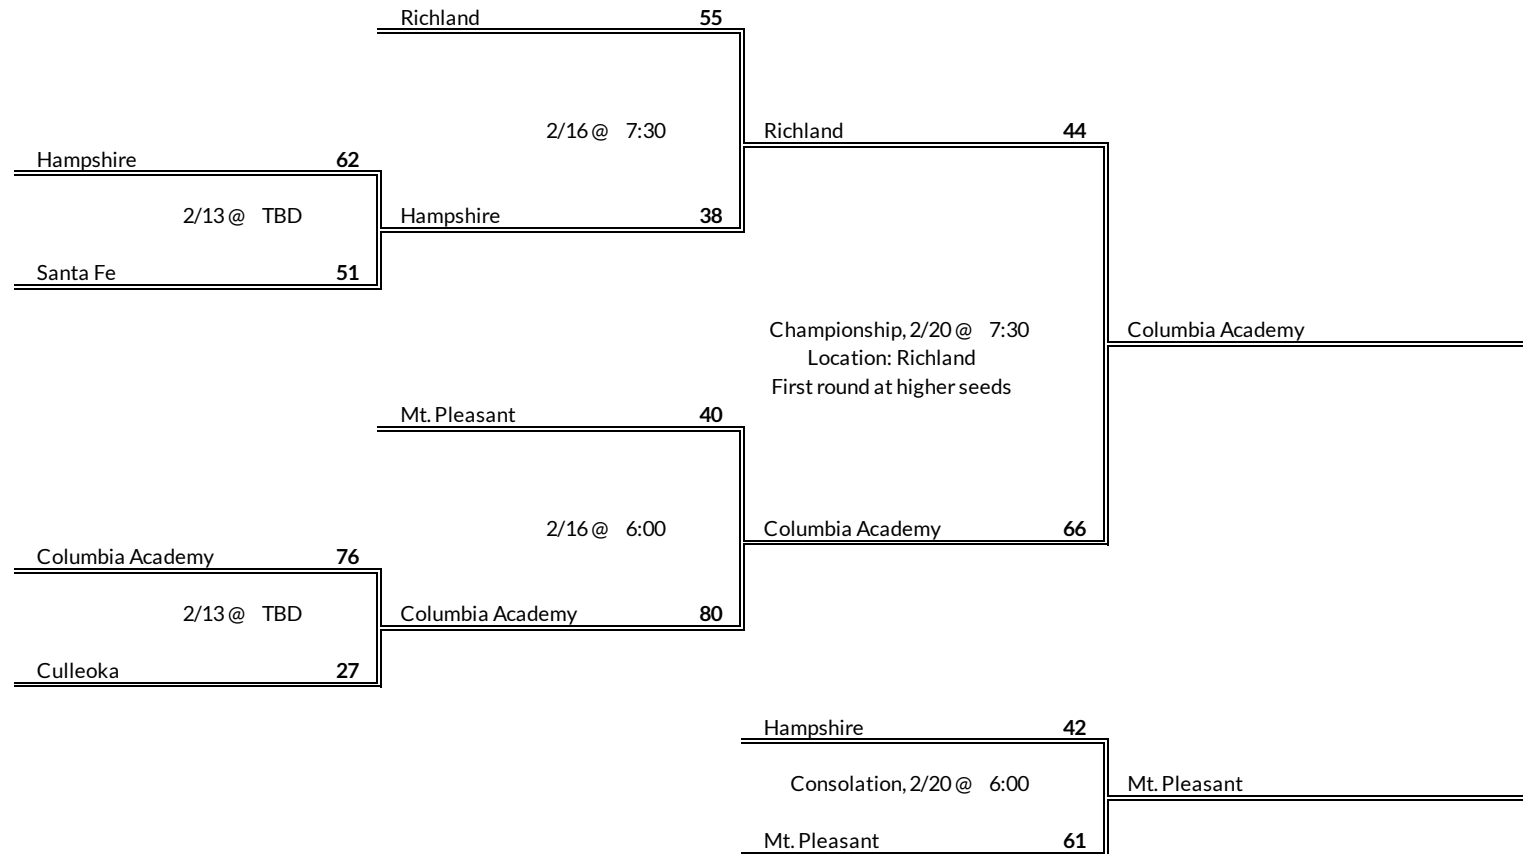 Richland 55
2/16 @ 7:30
Richland 44
Hampshire 62
2/13 @ TBD
Hampshire 38
Santa Fe 51
Championship, 2/20 @ 7:30
Columbia Academy
Location: Richland
First round at higher seeds
Mt. Pleasant 40
2/16 @ 6:00
Columbia Academy 66
Columbia Academy 76
2/13 @ TBD
Columbia Academy 80
Culleoka 27
Hampshire 42
Consolation, 2/20 @ 6:00
Mt. Pleasant
Mt. Pleasant 61